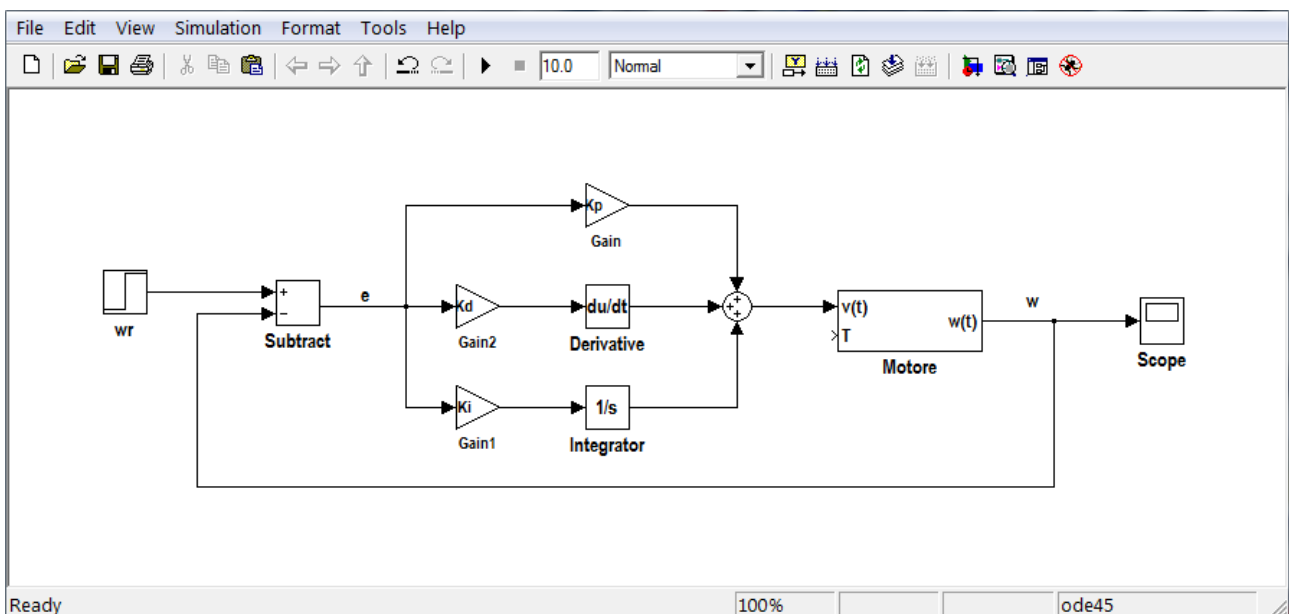 File Edit View Simulation Format Tools Help
10.0 Normal
Kp
Gain
wr
+
−
Subtract
e
Kd
Gain2
du/dt
Derivative
Ki
Gain1
1/s
Integrator
+
+
+
v(t)
T
w(t)
Motore
w
Scope
Ready 100% ode45